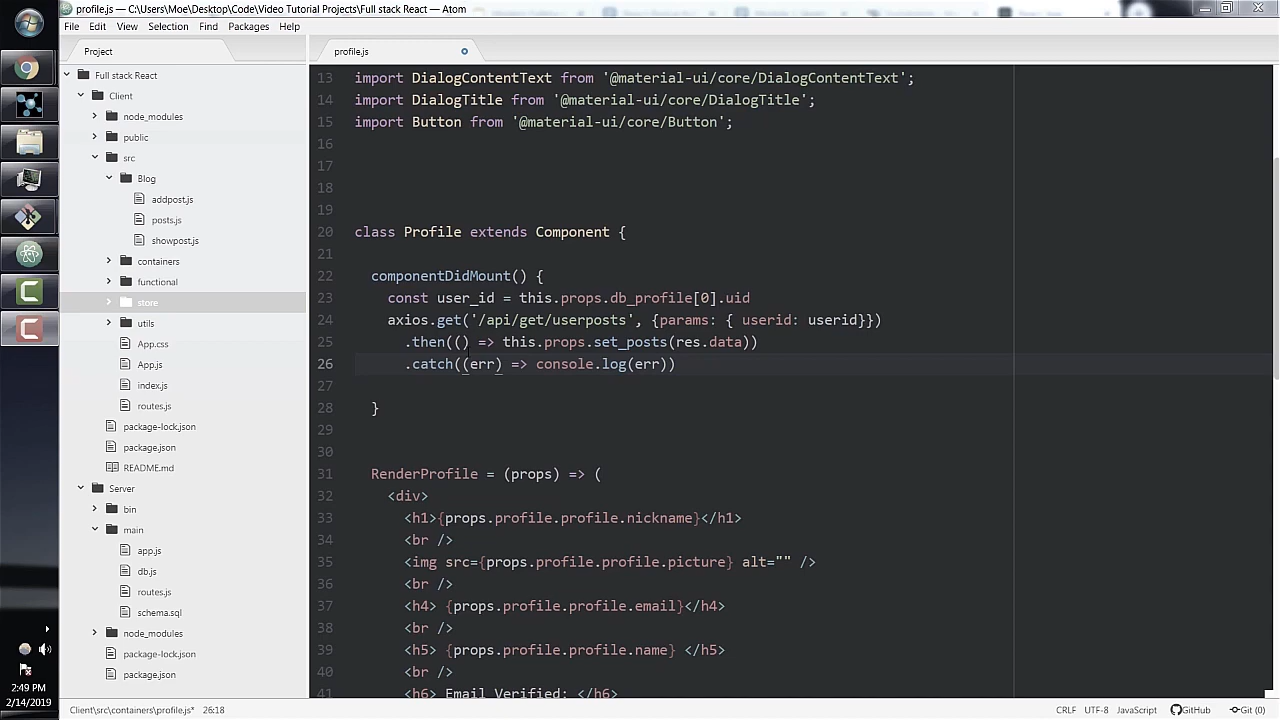 profile.js — C:\Users\Moe\Desktop\Code\Video Tutorial Projects\Full stack React — Atom
File Edit View Selection Find Packages Help
Project
profile.js
Full stack React
Client
node_modules
public
src
Blog
addpost.js
posts.js
showpost.js
containers
functional
store
utils
App.css
App.js
index.js
routes.js
package-lock.json
package.json
README.md
Server
bin
main
app.js
db.js
routes.js
schema.sql
node_modules
package-lock.json
package.json
13 import DialogContentText from '@material-ui/core/DialogContentText';
14 import DialogTitle from '@material-ui/core/DialogTitle';
15 import Button from '@material-ui/core/Button';
16
17
18
19
20 class Profile extends Component {
21
22 componentDidMount() {
23 const user_id = this.props.db_profile[0].uid
24 axios.get('/api/get/userposts', {params: { userid: userid}})
25 .then(() => this.props.set_posts(res.data))
26 .catch((err) => console.log(err))
27
28 }
29
30
31 RenderProfile = (props) => (
32 <div>
33 <h1>{props.profile.profile.nickname}</h1>
34 <br />
35 <img src={props.profile.profile.picture} alt="" />
36 <br />
37 <h4> {props.profile.profile.email}</h4>
38 <br />
39 <h5> {props.profile.profile.name} </h5>
40 <br />
41 <h6> Email Verified: </h6>
2:49 PM
2/14/2019
Client\src\containers\profile.js* 26:18
CRLF UTF-8 JavaScript GitHub Git (0)